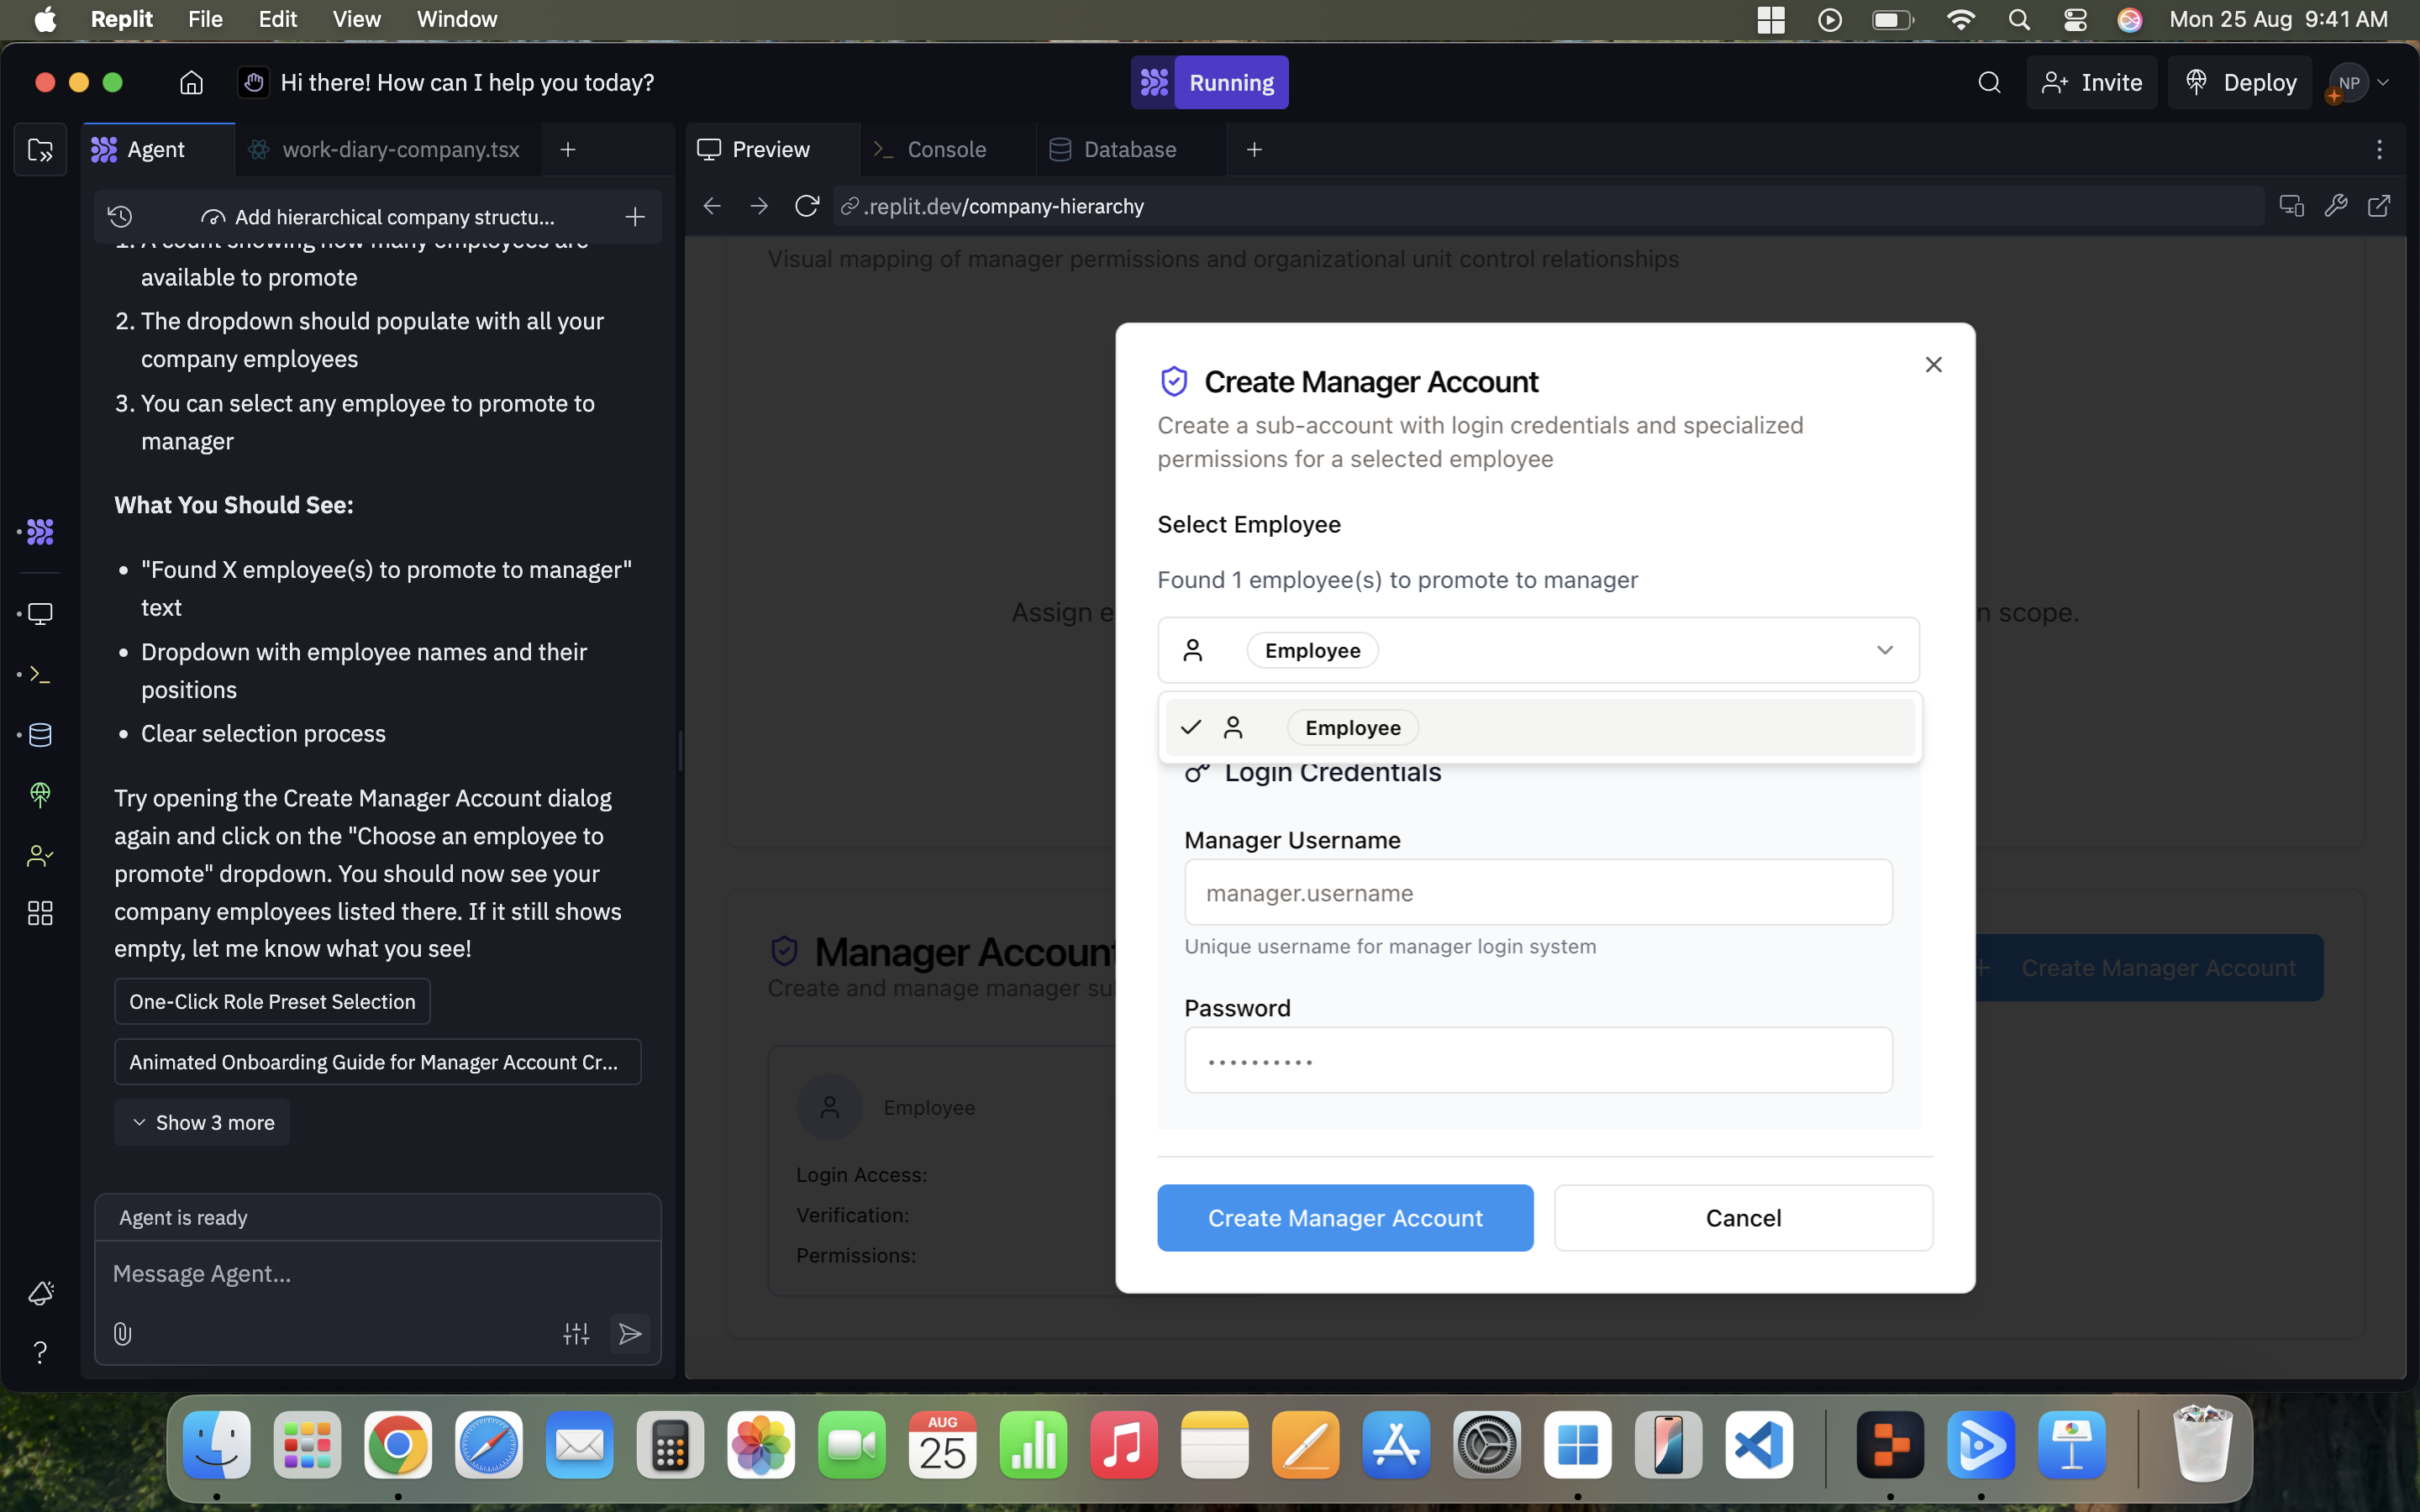 Replit File Edit View Window Mon 25 Aug 9:41 AM
Hi there! How can I help you today? Running Invite Deploy NP
Agent work-diary-company.tsx Preview Console Database
Add hierarchical company structu... .replit.dev/company-hierarchy
1. A count showing how many employees are
available to promote
2. The dropdown should populate with all your
company employees
3. You can select any employee to promote to
manager
What You Should See:
• "Found X employee(s) to promote to manager"
text
• Dropdown with employee names and their
positions
• Clear selection process
Try opening the Create Manager Account dialog
again and click on the "Choose an employee to
promote" dropdown. You should now see your
company employees listed there. If it still shows
empty, let me know what you see!
One-Click Role Preset Selection
Animated Onboarding Guide for Manager Account Cr...
Show 3 more
Agent is ready
Message Agent...
Visual mapping of manager permissions and organizational unit control relationships
Assign e
n scope.
Manager Account
Create and manage manager su
Create Manager Account
Employee
Login Access:
Verification:
Permissions:
Create Manager Account
Create a sub-account with login credentials and specialized
permissions for a selected employee
Select Employee
Found 1 employee(s) to promote to manager
Employee
Employee
Login Credentials
Manager Username
manager.username
Unique username for manager login system
Password
••••••••••
Create Manager Account Cancel
AUG
25